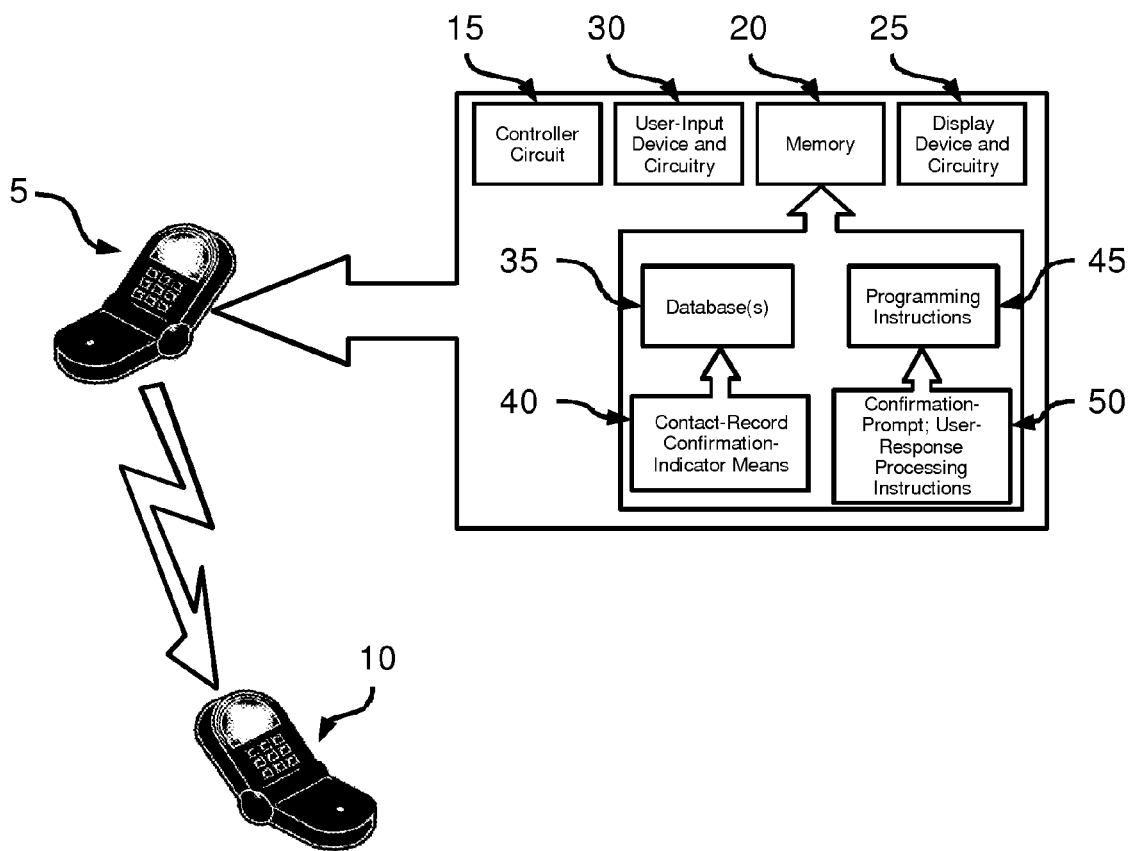 15
30
20
25
Controller
Circuit
User-Input
Device and
Circuitry
Memory
Display
Device and
Circuitry
5
35
45
Database(s)
Programming
Instructions
40
50
Contact-Record
Confirmation-
Indicator Means
Confirmation-
Prompt; User-
Response
Processing
Instructions
10